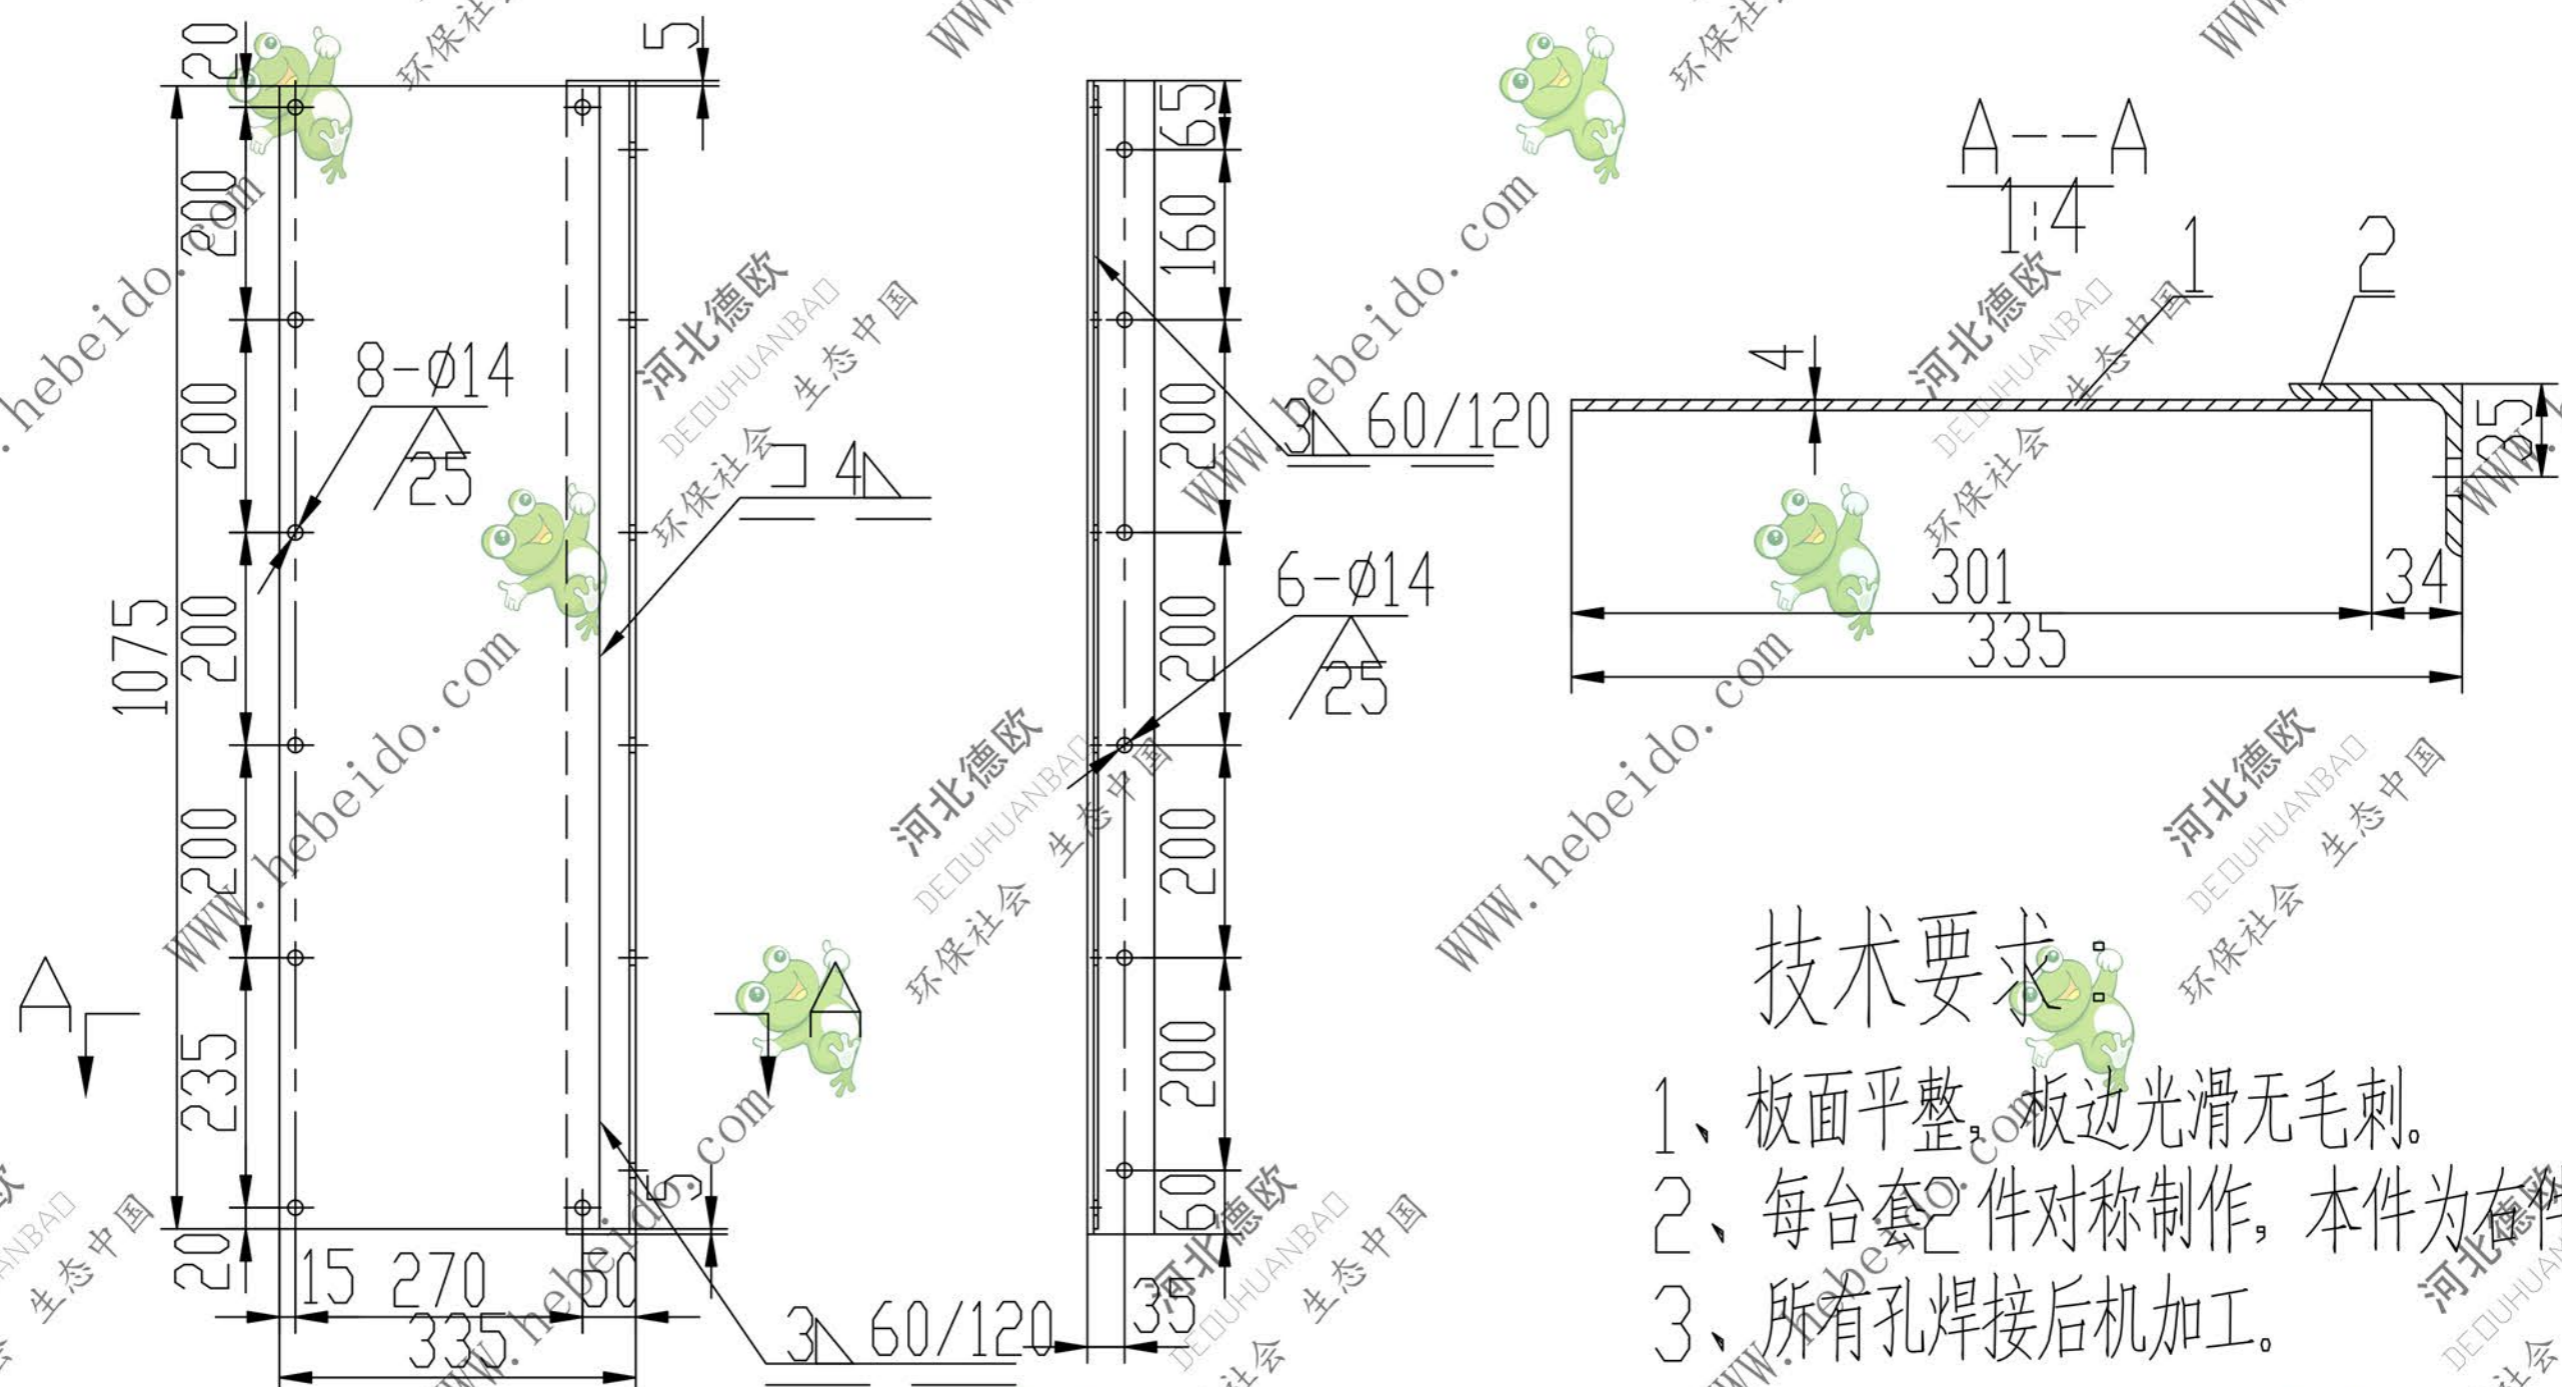 20
200
200
200
200
235
20
1075
8-ø14
25
5
4
5
15 270 50
335
3 60/120
65
160
200
200
200
200
60
35
3 60/120
6-ø14
25
A--A
1:4
1
2
4
35
301
34
335
A
A
技术要求:
1、板面平整,板边光滑无毛刺。
2、每台套2件对称制作,本件为右件
3、所有孔焊接后机加工。
www.hebeido.com
河北德欧
DEOUHUANBAO
环保社会 生态中国